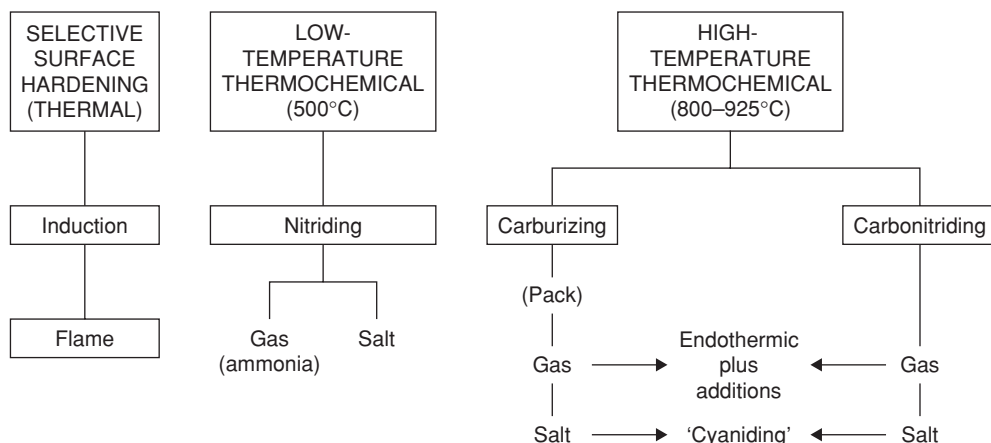 SELECTIVE
SURFACE
HARDENING
(THERMAL)
LOW-
TEMPERATURE
THERMOCHEMICAL
(500°C)
HIGH-
TEMPERATURE
THERMOCHEMICAL
(800–925°C)
Induction
Nitriding
Carburizing
Carbonitriding
(Pack)
Flame
Gas
(ammonia)
Salt
Gas
Endothermic
plus
additions
Gas
Salt
‘Cyaniding’
Salt